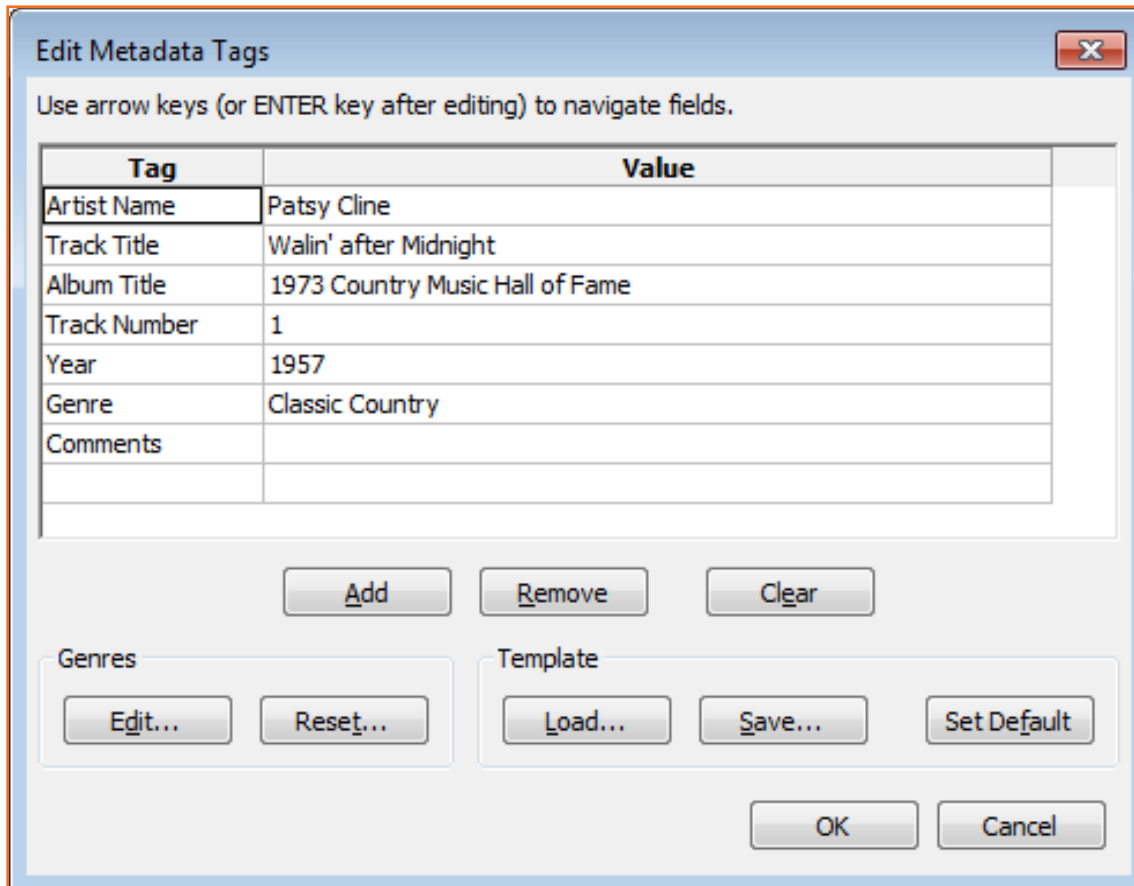 Edit Metadata Tags
Use arrow keys (or ENTER key after editing) to navigate fields.
Tag Value
Artist Name Patsy Cline
Track Title Walin' after Midnight
Album Title 1973 Country Music Hall of Fame
Track Number 1
Year 1957
Genre Classic Country
Comments
Add Remove Clear
Genres Template
Edit... Reset... Load... Save... Set Default
OK Cancel